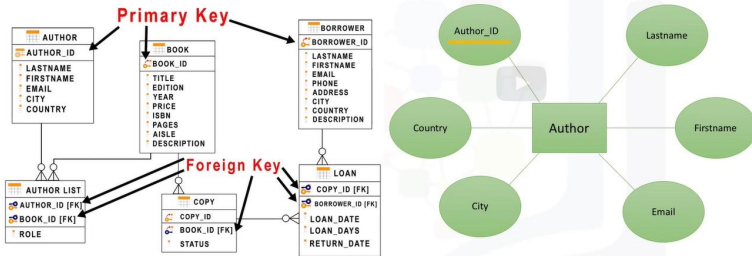 Primary Key
AUTHOR
AUTHOR_ID
LASTNAME
FIRSTNAME
EMAIL
CITY
COUNTRY
BOOK
BOOK_ID
TITLE
EDITION
YEAR
PRICE
ISBN
PAGES
AISLE
DESCRIPTION
BORROWER
BORROWER_ID
LASTNAME
FIRSTNAME
EMAIL
PHONE
ADDRESS
CITY
COUNTRY
DESCRIPTION
Foreign Key
AUTHOR LIST
AUTHOR_ID [FK]
BOOK_ID [FK]
ROLE
COPY
COPY_ID
BOOK_ID [FK]
STATUS
LOAN
COPY_ID [FK]
BORROWER_ID [FK]
LOAN_DATE
LOAN_DAYS
RETURN_DATE
Author_ID
Lastname
Country
Author
Firstname
City
Email